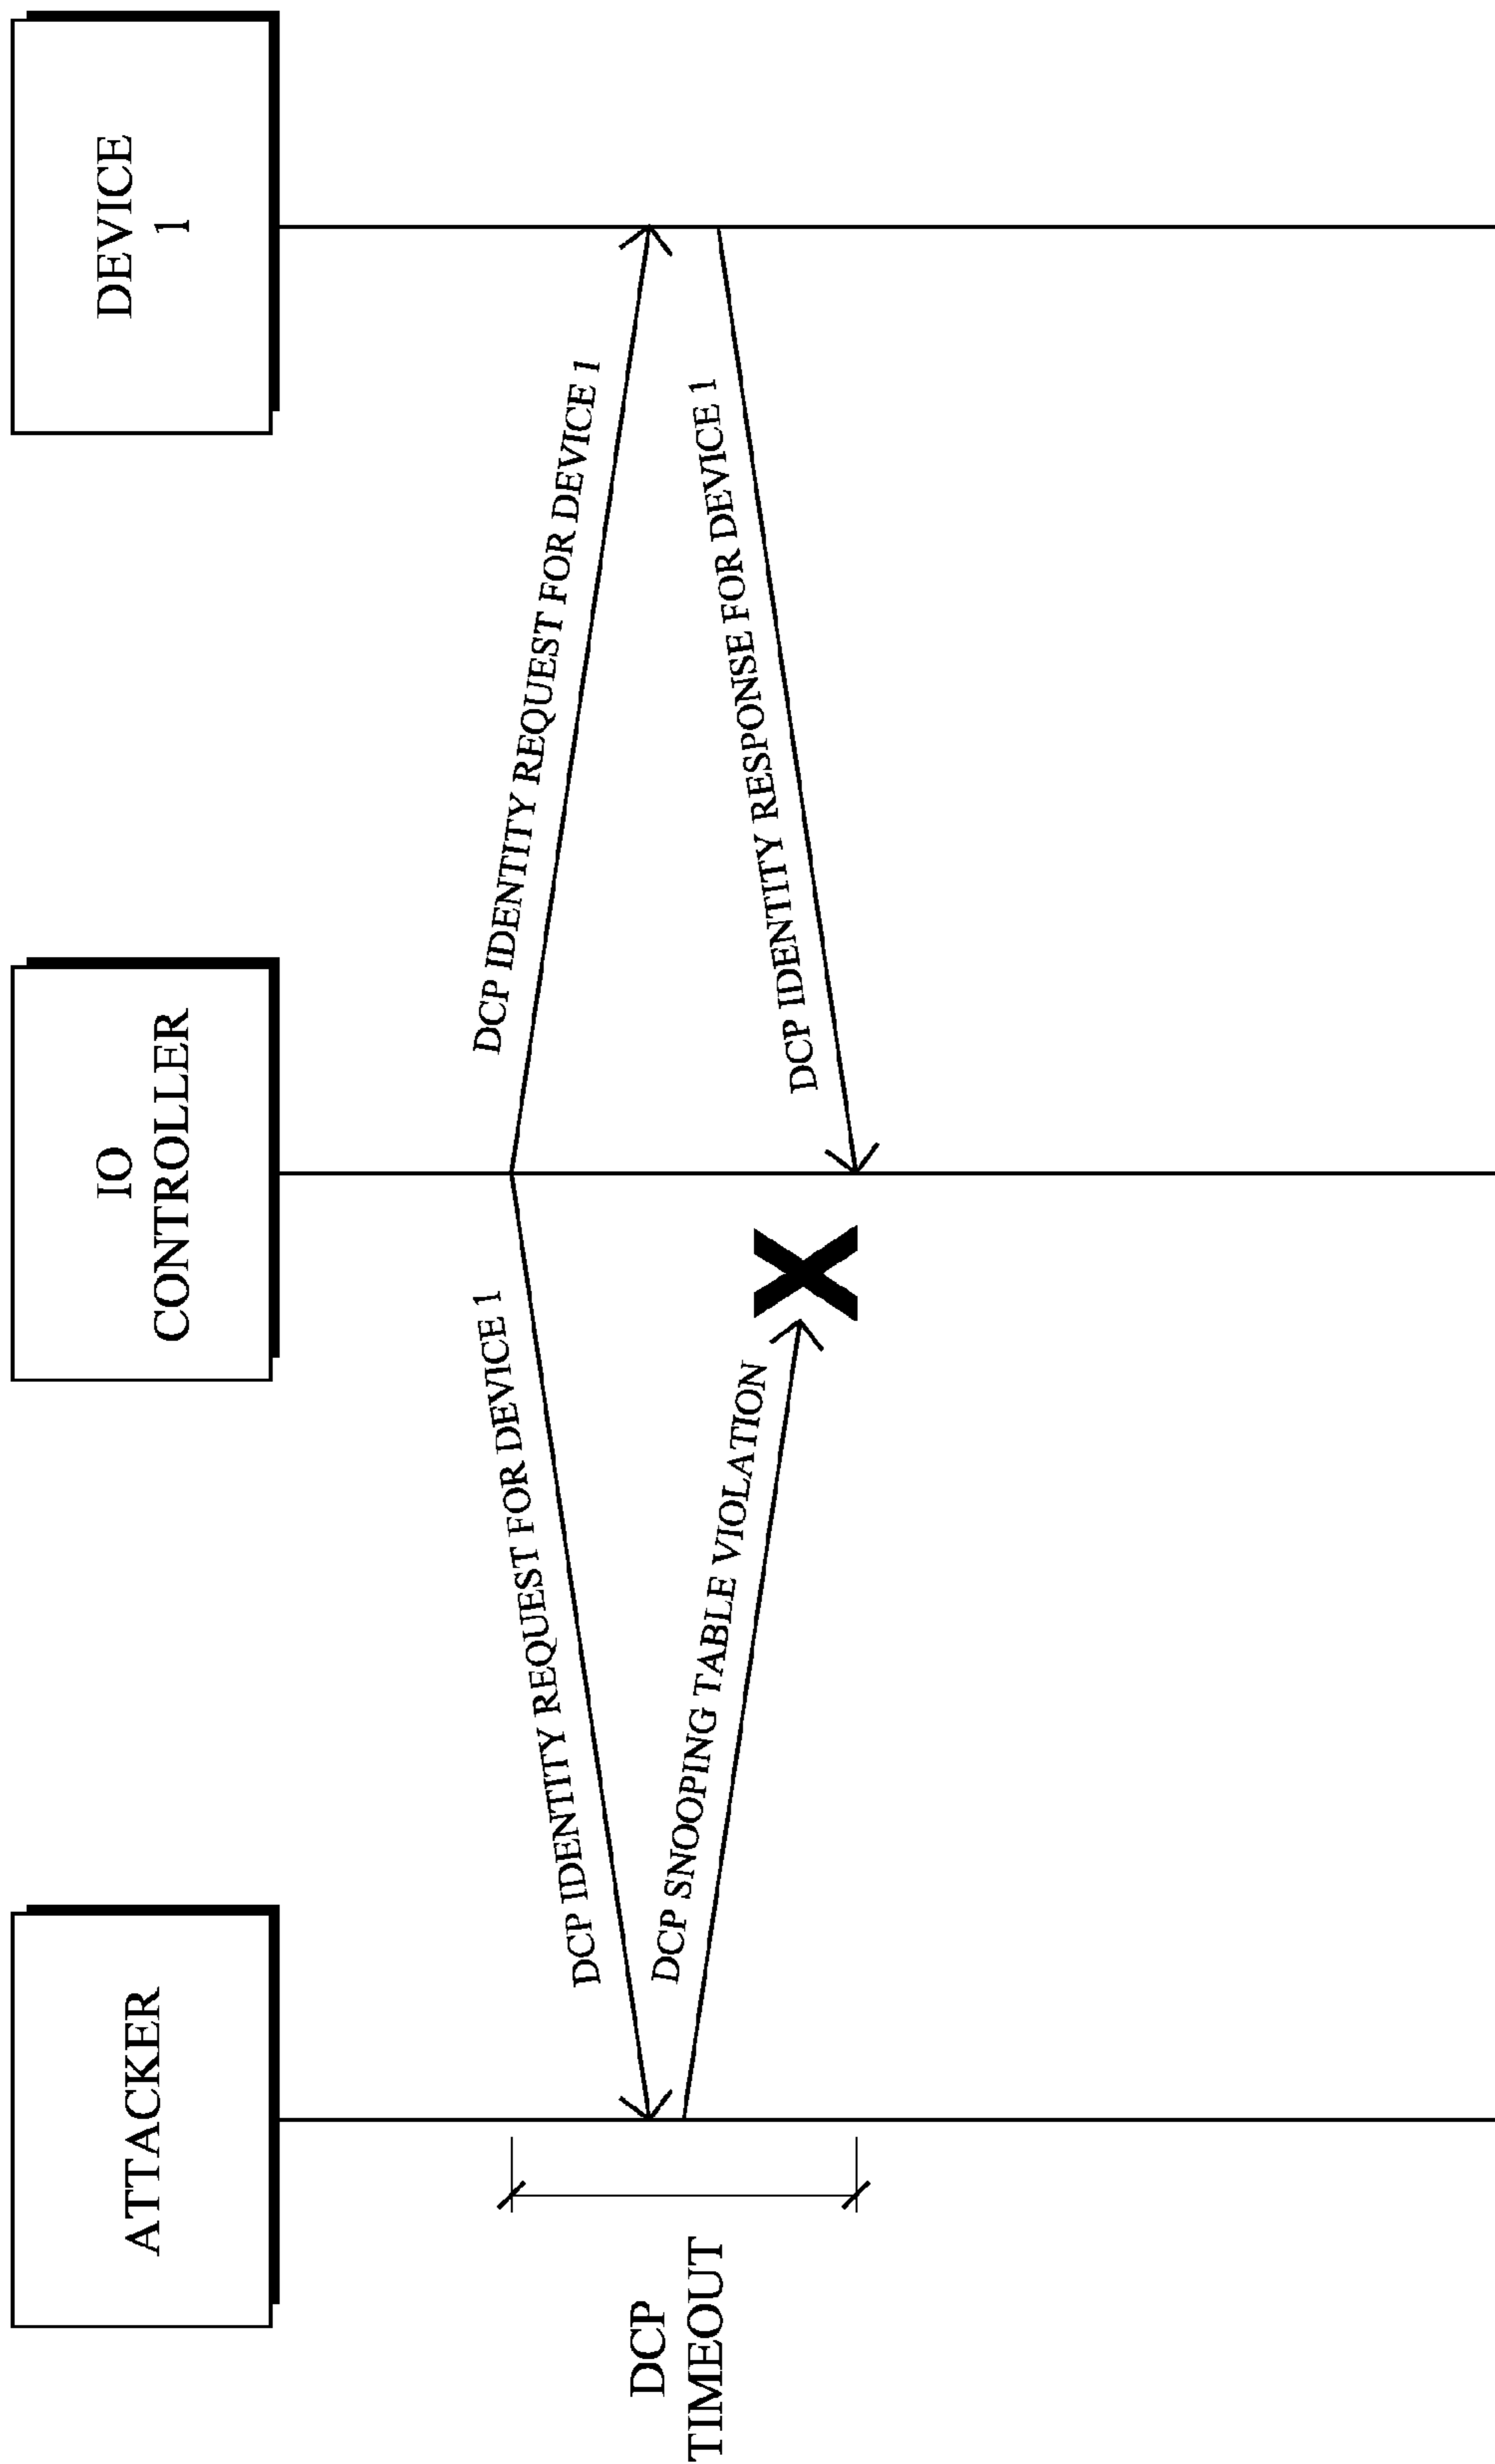 ATTACKER
IO
CONTROLLER
DEVICE
1
DCP IDENTITY REQUEST FOR DEVICE 1
DCP IDENTITY REQUEST FOR DEVICE 1
DCP
TIMEOUT
DCP SNOOPING TABLE VIOLATION
X
DCP IDENTITY RESPONSE FOR DEVICE 1